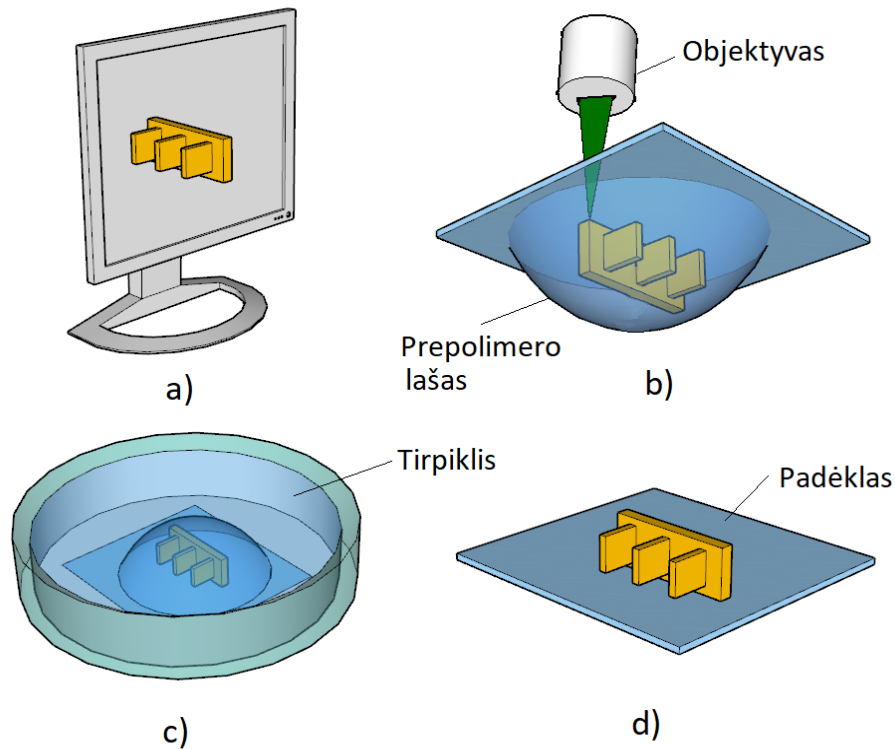 Objektyvas
Prepolimero
lašas
a)
b)
Tirpiklis
Padėklas
c)
d)